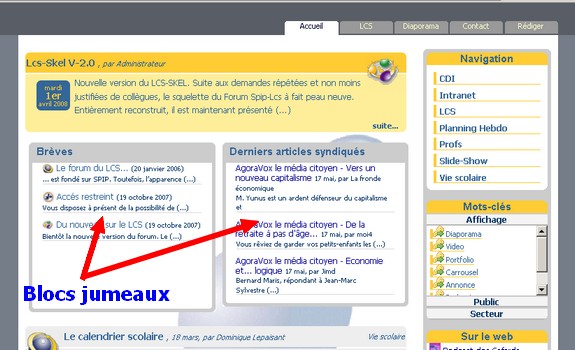 Accueil
LCS
Diaporama
Contact
Rédiger
Lcs-Skel V-2.0 , par Administrateur
mardi
1er
avril 2008
Nouvelle version du LCS-SKEL. Suite aux demandes répétées et non moins
justifiées de collègues, le squelette du Forum Spip-Lcs à fait peau neuve.
Entièrement reconstruit, il est maintenant présenté (...)
suite...
Brèves
Le forum du LCS... (20 janvier 2006)
... est fondé sur SPIP. Toutefois, l'apparence (...)
Accès restreint (19 octobre 2007)
Vous disposez à présent de la possibilité de (...)
Du nouveau sur le LCS (19 octobre 2007)
Bientôt la nouvelle version du forum. Le (...)
Derniers articles syndiqués
AgoraVox le média citoyen - Vers un
nouveau capitalisme 17 mai, par La fronde
économique
M. Yunus est un ardent défenseur du capitalisme
et
AgoraVox le média citoyen - De la
retraite à pas d'âge... 17 mai, par moi4
Vous rêviez de garder vos petits-enfants les (...)
AgoraVox le média citoyen - Economie
et... logique 17 mai, par Jimd
Bernard Maris, répondant à Jean-Marc
Sylvestre (...)
Blocs jumeaux
Le calendrier scolaire , 18 mars, par Dominique Lepaisant
Vie scolaire
Navigation
CDI
Intranet
LCS
Planning Hebdo
Profs
Slide-Show
Vie scolaire
Mots-clés
Affichage
Diaporama
Video
Portfolio
Carrousel
Annonce
Public
Secteur
Sur le web